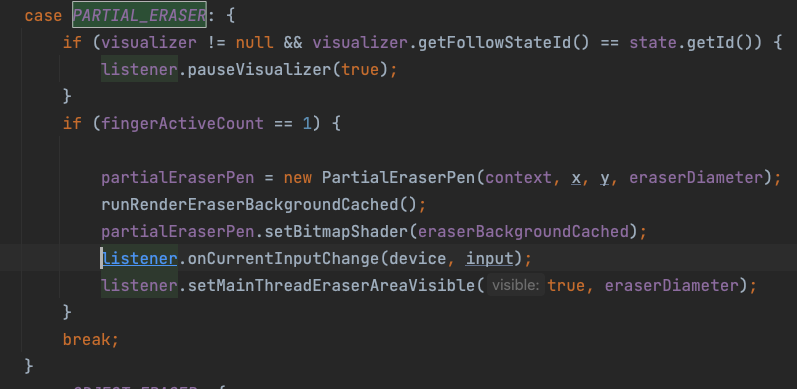 case PARTIAL_ERASER: {
if (visualizer != null && visualizer.getFollowStateId() == state.getId()) {
listener.pauseVisualizer(true);
}
if (fingerActiveCount == 1) {
partialEraserPen = new PartialEraserPen(context, x, y, eraserDiameter);
runRenderEraserBackgroundCached();
partialEraserPen.setBitmapShader(eraserBackgroundCached);
listener.onCurrentInputChange(device, input);
listener.setMainThreadEraserAreaVisible( visible: true, eraserDiameter);
}
break;
}